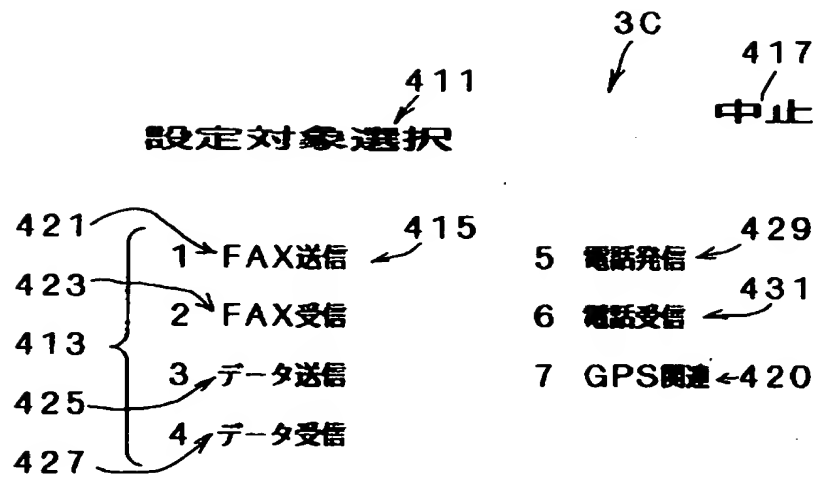 3C
417
411
中止
設定対象選択
421
415
429
1 FAX送信
5 電話発信
423
431
2 FAX受信
6 電話受信
413
3 データ送信
7 GPS関連
420
425
4 データ受信
427